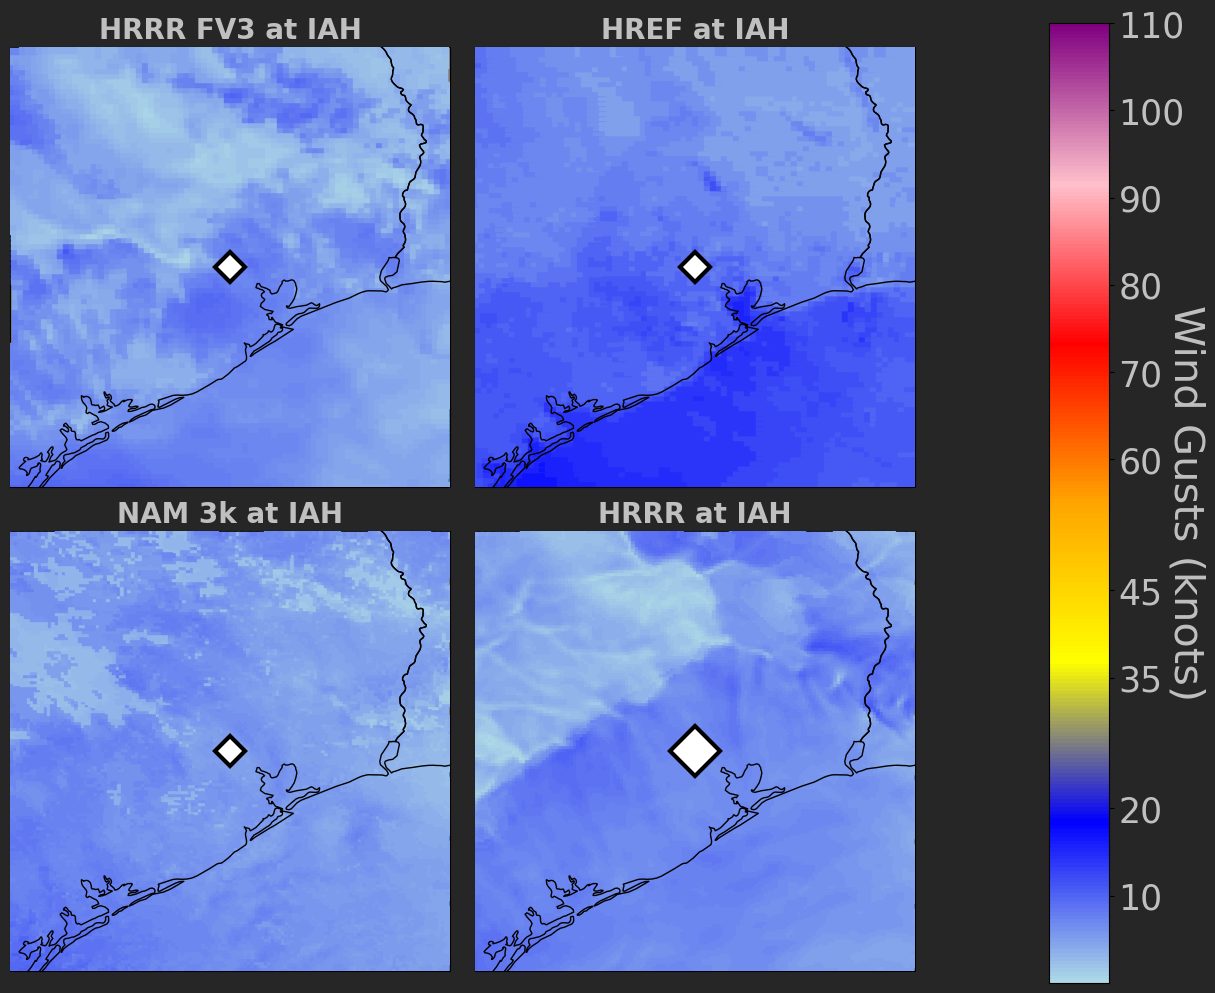 HRRR FV3 at IAH
HREF at IAH
NAM 3k at IAH
HRRR at IAH
110
100
90
80
70
60
45
35
20
10
Wind Gusts (knots)